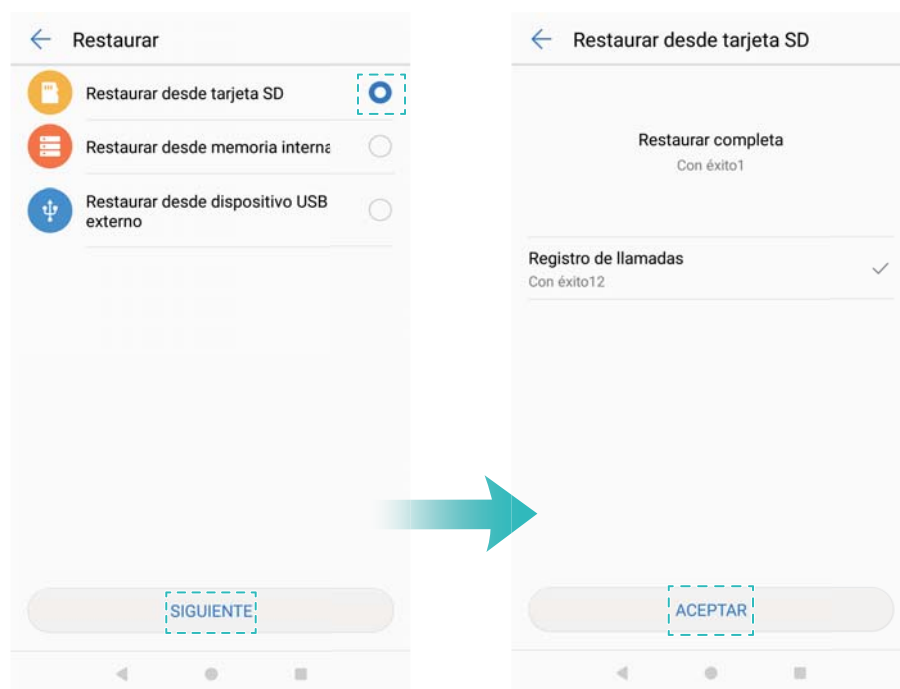 Restaurar
Restaurar desde tarjeta SD
Restaurar desde memoria interna
Restaurar desde dispositivo USB
externo
SIGUIENTE
Restaurar desde tarjeta SD
Restaurar completa
Con éxito1
Registro de llamadas
Con éxito12
ACEPTAR